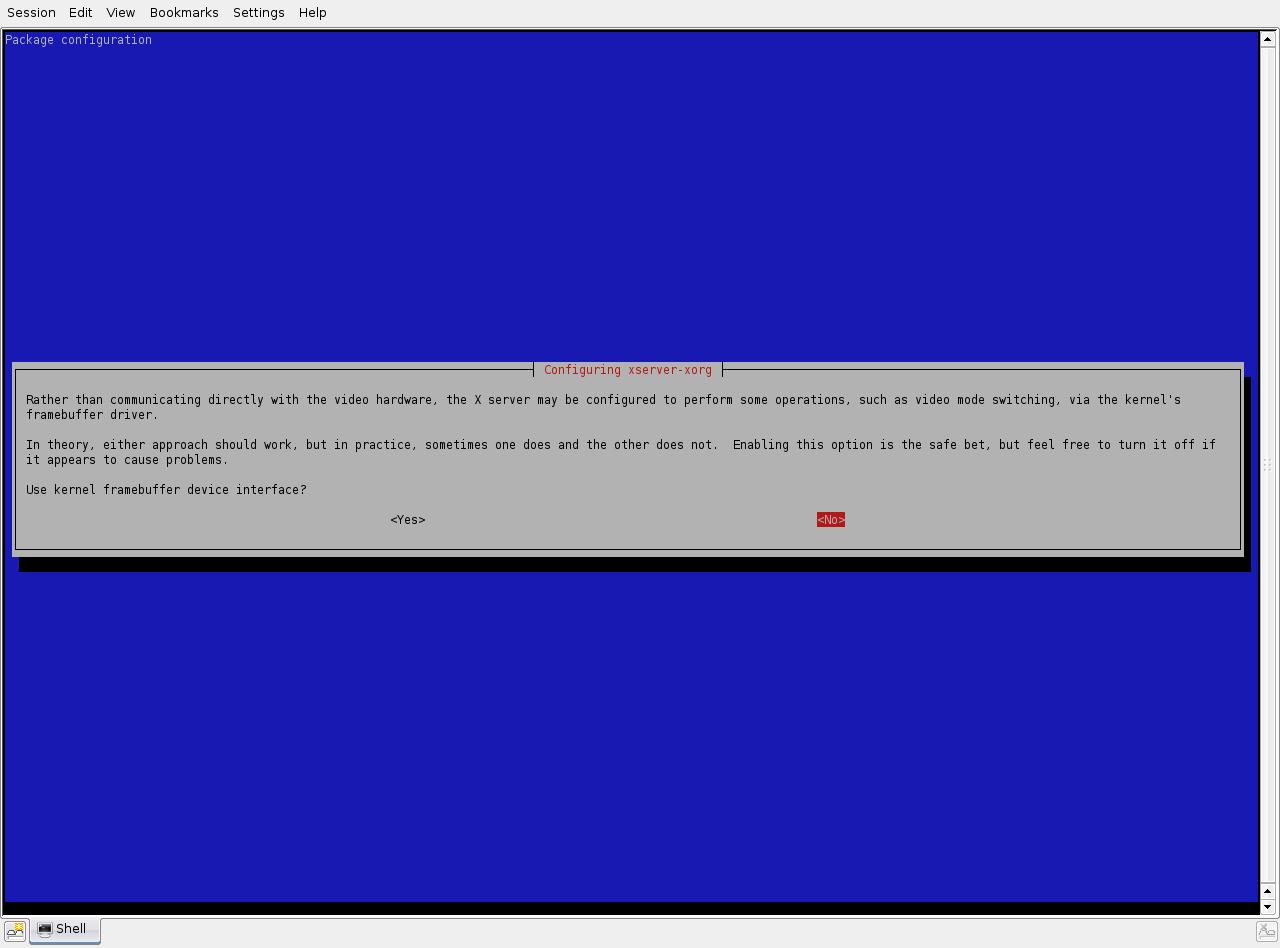 Session Edit View Bookmarks Settings Help
Package configuration
Configuring xserver-xorg
Rather than communicating directly with the video hardware, the X server may be configured to perform some operations, such as video mode switching, via the kernel's
framebuffer driver.
In theory, either approach should work, but in practice, sometimes one does and the other does not.  Enabling this option is the safe bet, but feel free to turn it off if
it appears to cause problems.
Use kernel framebuffer device interface?
<Yes> <No>
Shell